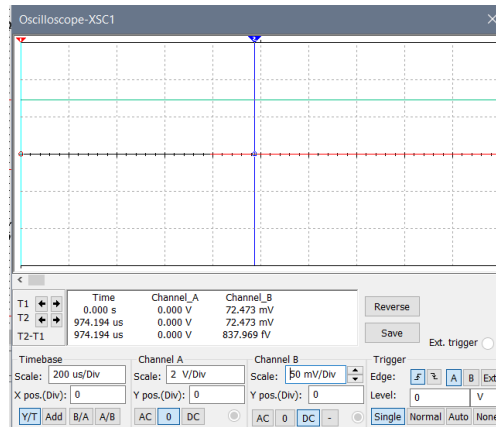 Oscilloscope-XSC1
1
2
<
T1
T2
T2-T1
Time Channel_A Channel_B
0.000 s 0.000 V 72.473 mV
974.194 us 0.000 V 72.473 mV
974.194 us 0.000 V 837.969 fV
Reverse
Save
Ext. trigger
Timebase
Scale: 200 us/Div
X pos.(Div): 0
Y/T Add B/A A/B
Channel A
Scale: 2 V/Div
Y pos.(Div): 0
AC 0 DC
Channel B
Scale: 50 mV/Div
Y pos.(Div): 0
AC 0 DC -
Trigger
Edge: A B Ext
Level: 0 V
Single Normal Auto None